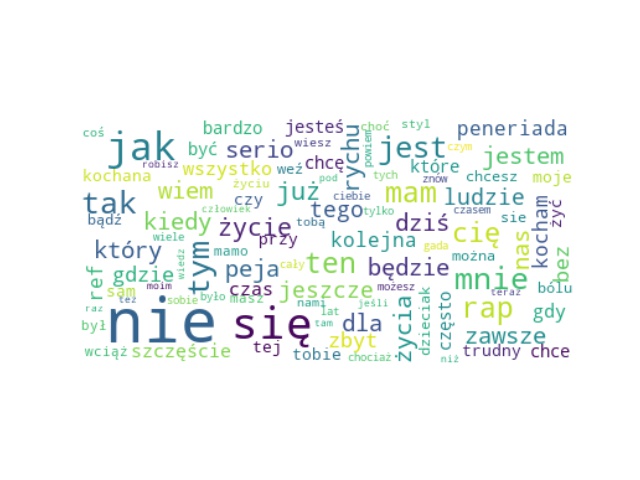 coś
jak
bardzo
jesteś
rychu
choć
styl
peneriada
być
serio
wiesz
powiem
jest
czym
jestem
robisz
kochana
wszystko
weź
chcę
które
znów
chcesz
moje
tak
wiem
życiu
czy
już
pod
tych
mam
ludzie
bądź
kiedy
człowiek
życie
tobą
tego
ciebie
tylko
dziś
czasem
cię
sie
kocham
żyć
który
wiele
wiedz
tym
mamo
przy
kolejna
gada
można
nas
bez
ref
gdzie
peja
cały
ten
będzie
mnie
bólu
sam
moim
czas
jeszcze
możesz
teraz
raz
też
sobie
było
masz
nami
jeśli
życia
dzieciak
często
rap
gdy
był
nie
się
lat
tam
dla
zawsze
wciąż
szczęście
tej
tobie
zbyt
chociaż
niż
trudny
chce